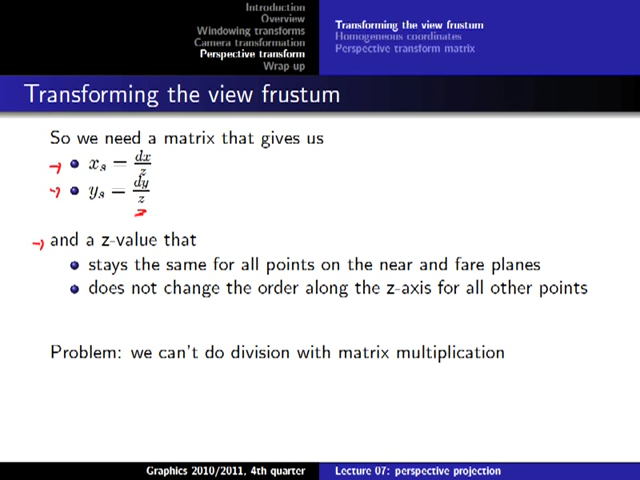 Introduction
Overview
Windowing transforms
Camera transformation
Perspective transform
Wrap-up
Transforming the view frustum
Homogeneous coordinates
Perspective transform matrix
Transforming the view frustum
So we need a matrix that gives us
→ • xₛ = dx/z
→ • yₛ = dy/z
→ and a z-value that
• stays the same for all points on the near and fare planes
• does not change the order along the z-axis for all other points
Problem: we can't do division with matrix multiplication
Graphics 2010/2011, 4th quarter
Lecture 07: perspective projection